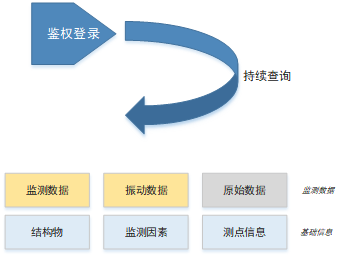 鉴权登录
持续查询
监测数据
振动数据
原始数据
监测数据
结构物
监测因素
测点信息
基础信息